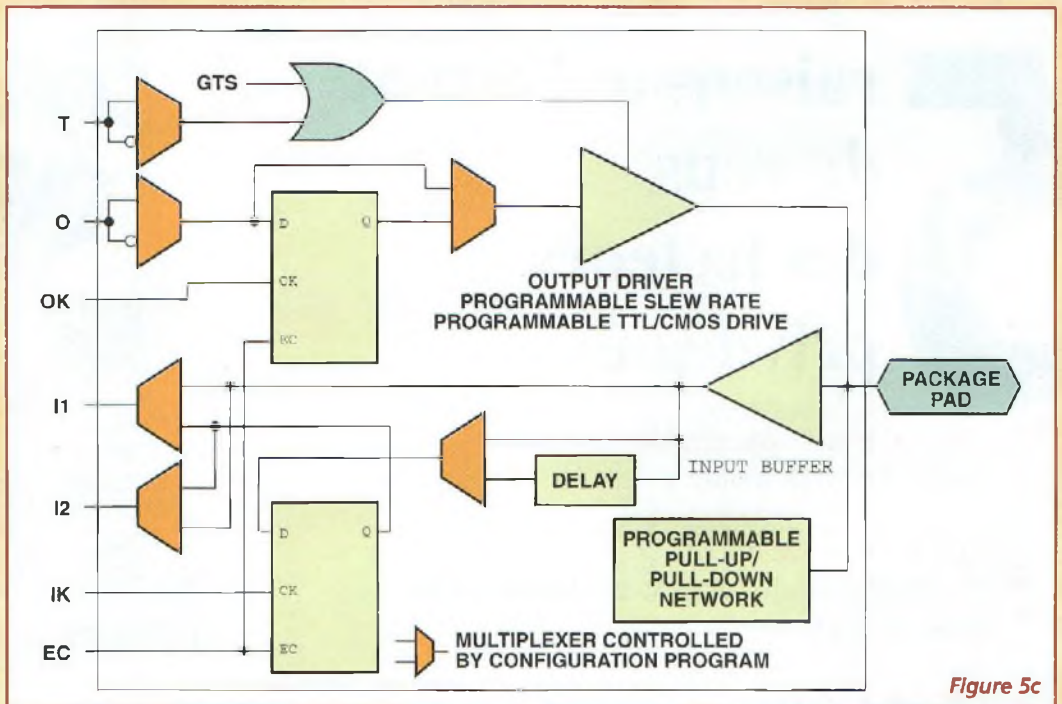 GTS
T
O
D
Q
OK
CK
EC
OUTPUT DRIVER
PROGRAMMABLE SLEW RATE
PROGRAMMABLE TTL/CMOS DRIVE
PACKAGE
PAD
I1
INPUT BUFFER
DELAY
I2
D
Q
PROGRAMMABLE
PULL-UP/
PULL-DOWN
NETWORK
IK
CK
EC
EC
MULTIPLEXER CONTROLLED
BY CONFIGURATION PROGRAM
Figure 5c